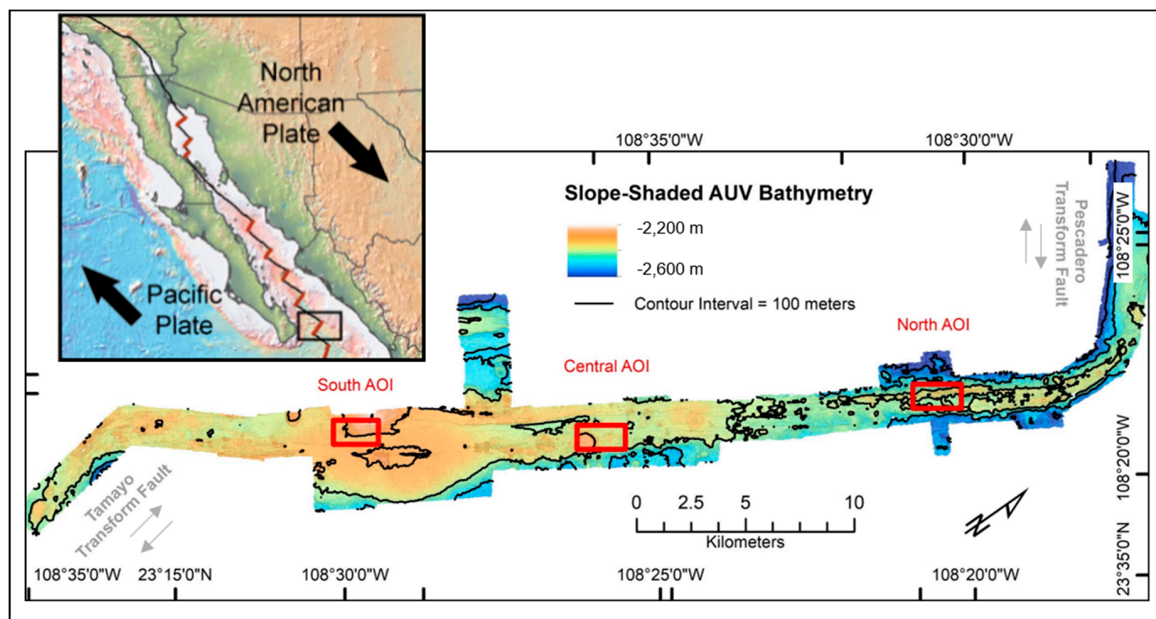 North
American
Plate
Pacific
Plate
108°35'0"W
108°30'0"W
Slope-Shaded AUV Bathymetry
-2,200 m
-2,600 m
Contour Interval = 100 meters
Pescadero
Transform Fault
108°25'0"W
North AOI
Central AOI
South AOI
108°20'0"W
Tamayo
Transform Fault
0 2.5 5 10
Kilometers
N
23°35'0"N
108°35'0"W 23°15'0"N 108°30'0"W 108°25'0"W 108°20'0"W